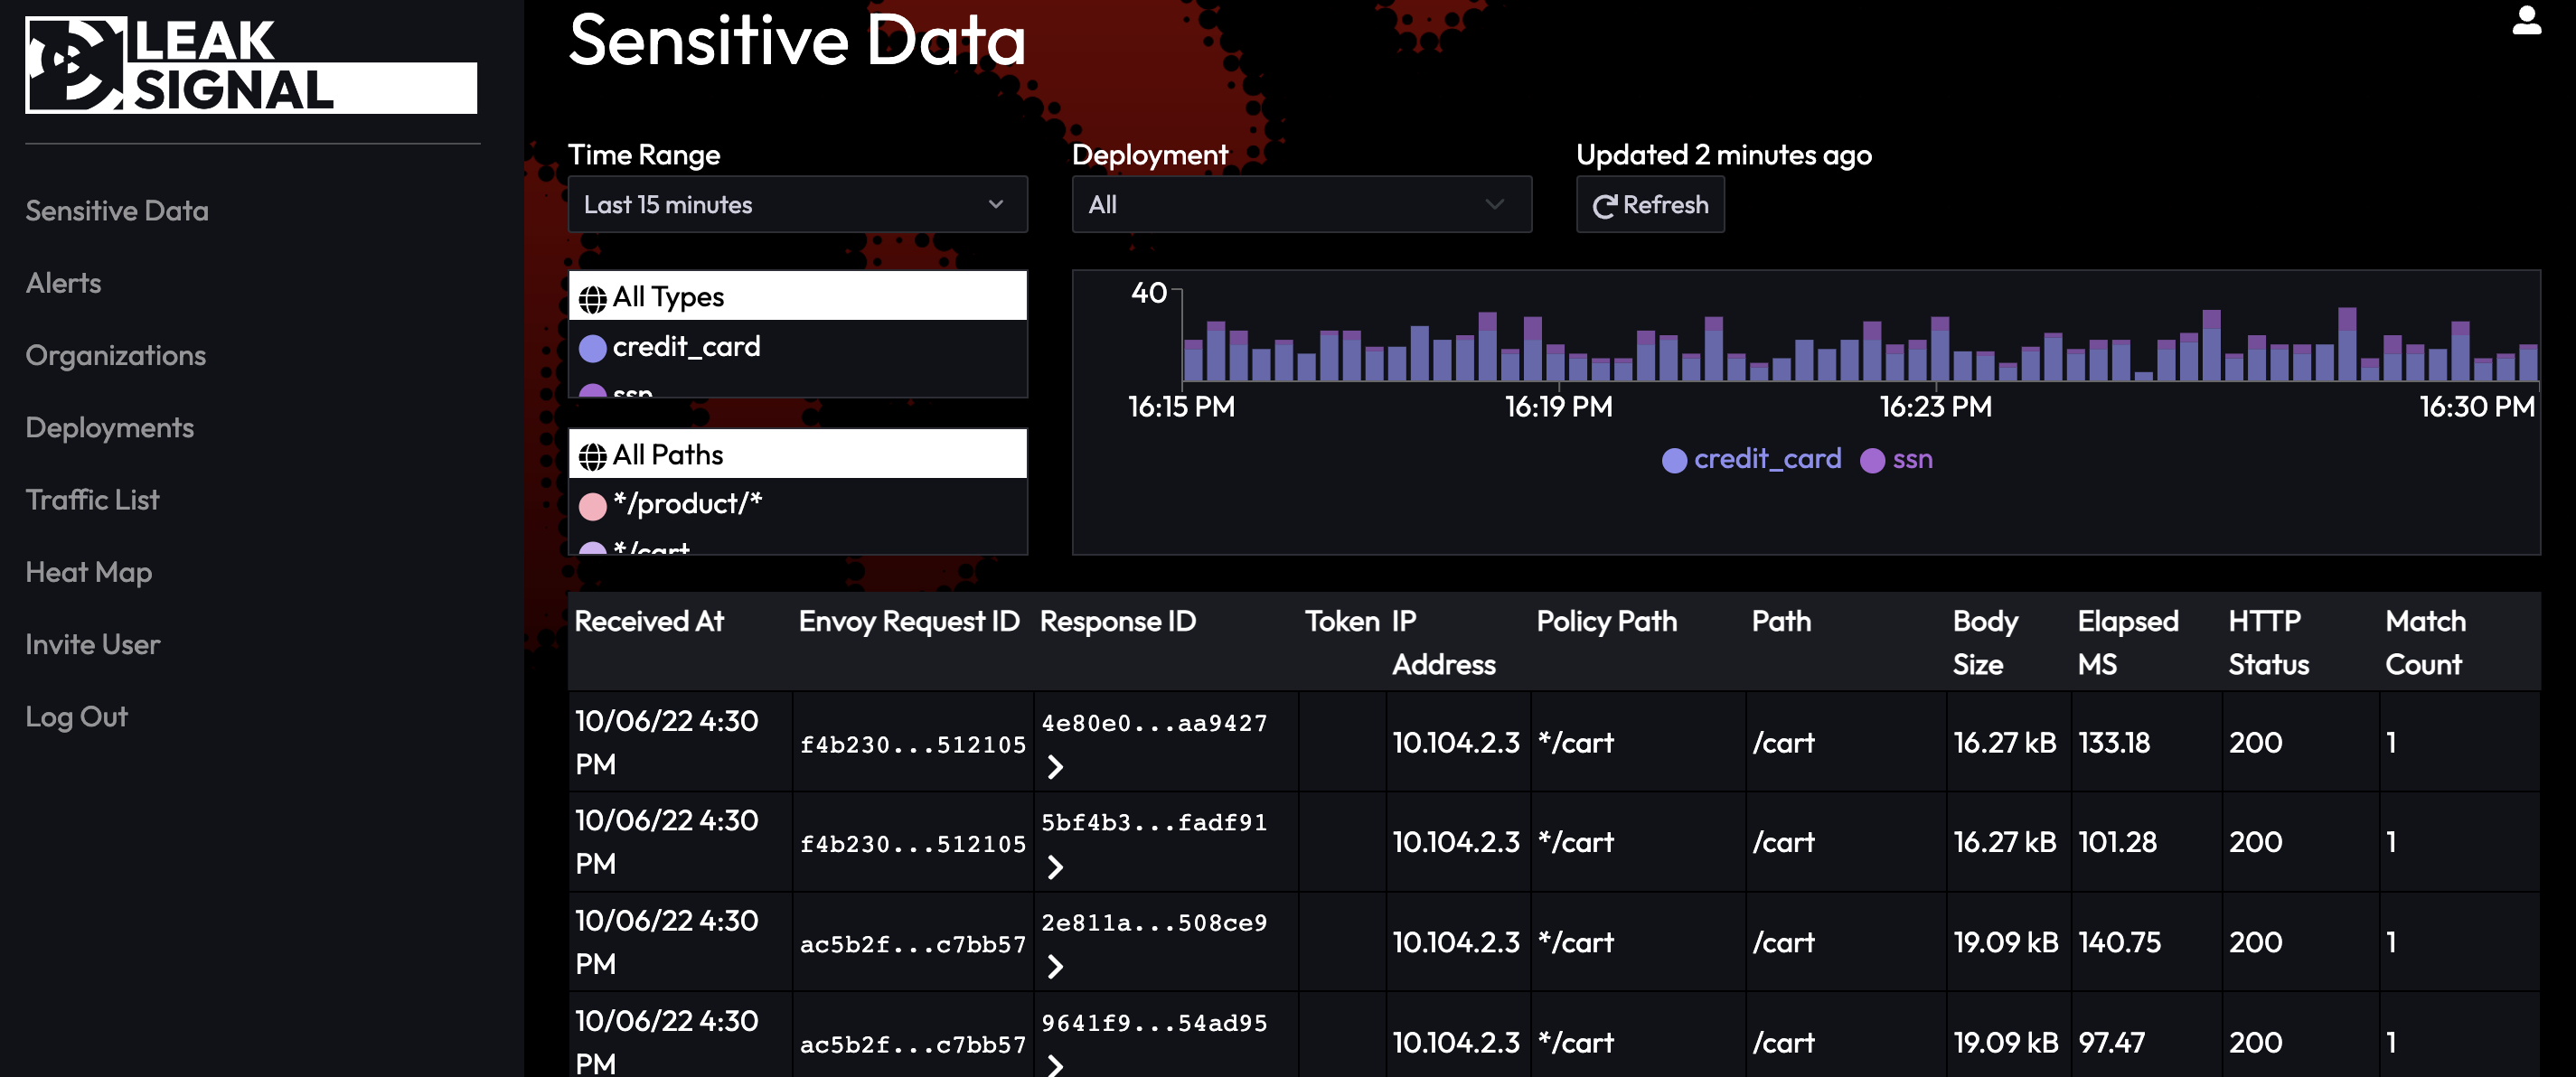 LEAK
SIGNAL
Sensitive Data
Alerts
Organizations
Deployments
Traffic List
Heat Map
Invite User
Log Out
Sensitive Data
Time Range
Last 15 minutes
Deployment
All
Updated 2 minutes ago
Refresh
All Types
credit_card
ssn
All Paths
*/product/*
*/cart
40
16:15 PM 16:19 PM 16:23 PM 16:30 PM
credit_card ssn
Received At Envoy Request ID Response ID Token IP Address Policy Path Path Body Size Elapsed MS HTTP Status Match Count
10/06/22 4:30 PM f4b230...512105 4e80e0...aa9427 10.104.2.3 */cart /cart 16.27 kB 133.18 200 1
10/06/22 4:30 PM f4b230...512105 5bf4b3...fadf91 10.104.2.3 */cart /cart 16.27 kB 101.28 200 1
10/06/22 4:30 PM ac5b2f...c7bb57 2e811a...508ce9 10.104.2.3 */cart /cart 19.09 kB 140.75 200 1
10/06/22 4:30 PM ac5b2f...c7bb57 9641f9...54ad95 10.104.2.3 */cart /cart 19.09 kB 97.47 200 1